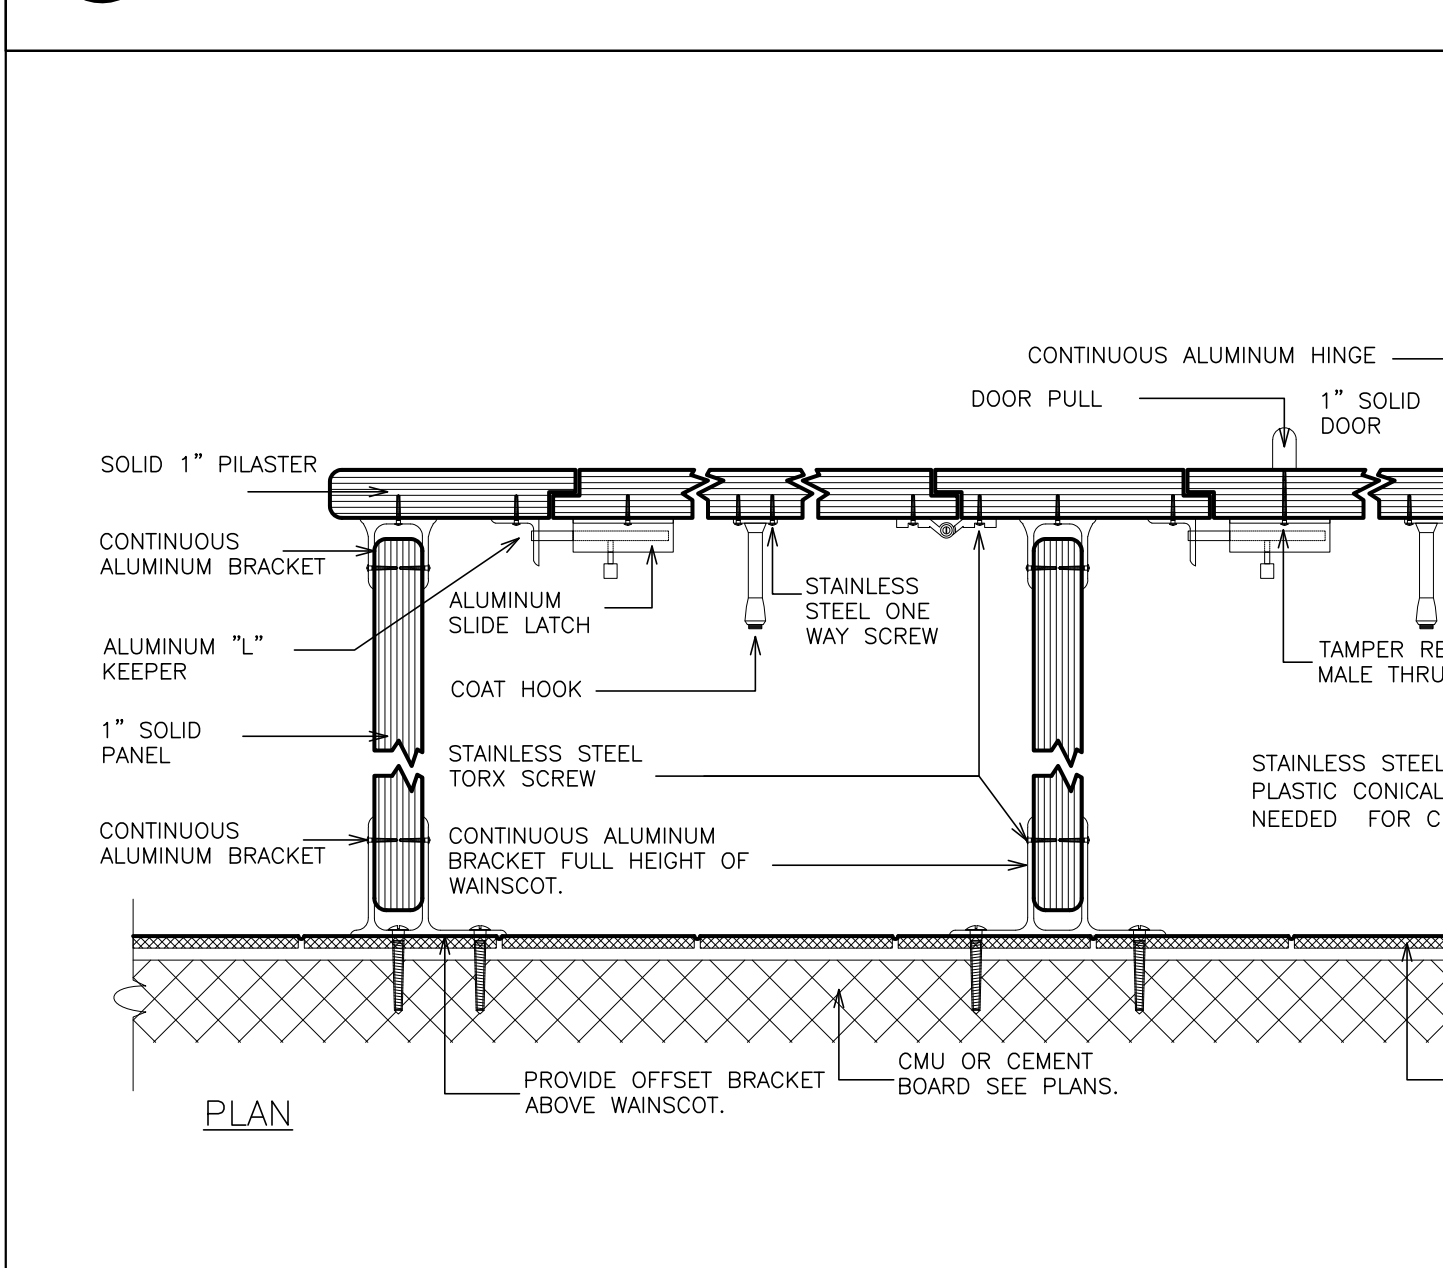 CONTINUOUS ALUMINUM HINGE
DOOR PULL
1" SOLID
DOOR
SOLID 1" PILASTER
CONTINUOUS
ALUMINUM BRACKET
ALUMINUM "L"
KEEPER
1" SOLID
PANEL
CONTINUOUS
ALUMINUM BRACKET
ALUMINUM
SLIDE LATCH
COAT HOOK
STAINLESS
STEEL ONE
WAY SCREW
STAINLESS STEEL
TORX SCREW
CONTINUOUS ALUMINUM
BRACKET FULL HEIGHT OF
WAINSCOT.
TAMPER
MALE THRU
STAINLESS STEEL
PLASTIC CONICAL
NEEDED FOR
PROVIDE OFFSET BRACKET
ABOVE WAINSCOT.
CMU OR CEMENT
BOARD SEE PLANS.
PLAN